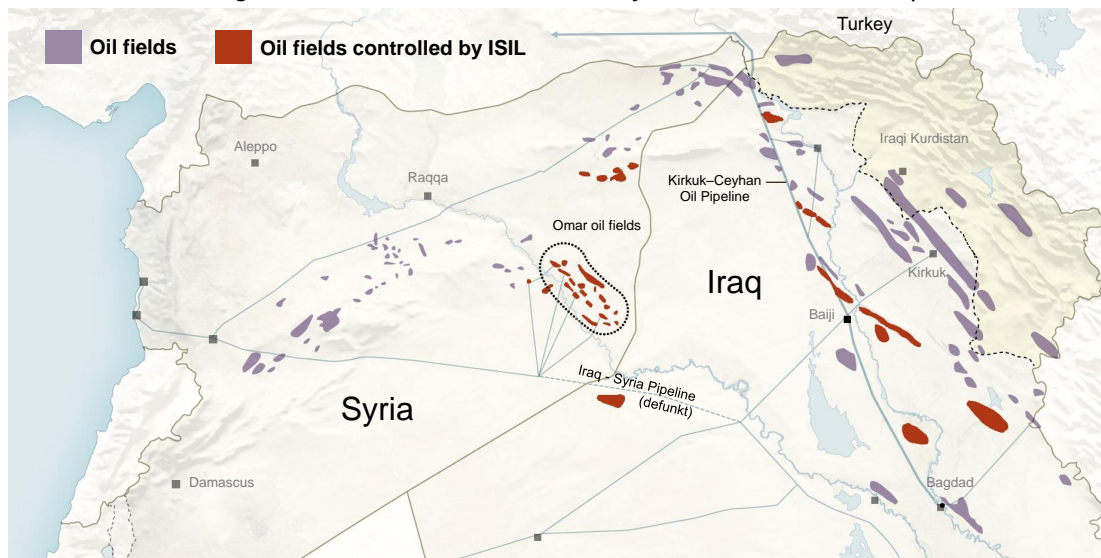 Turkey
Oil fields
Oil fields controlled by ISIL
Aleppo
Iraqi Kurdistan
Raqqa
Kirkuk–Ceyhan
Oil Pipeline
Omar oil fields
Iraq
Kirkuk
Baiji
Iraq - Syria Pipeline
(defunkt)
Syria
Damascus
Bagdad